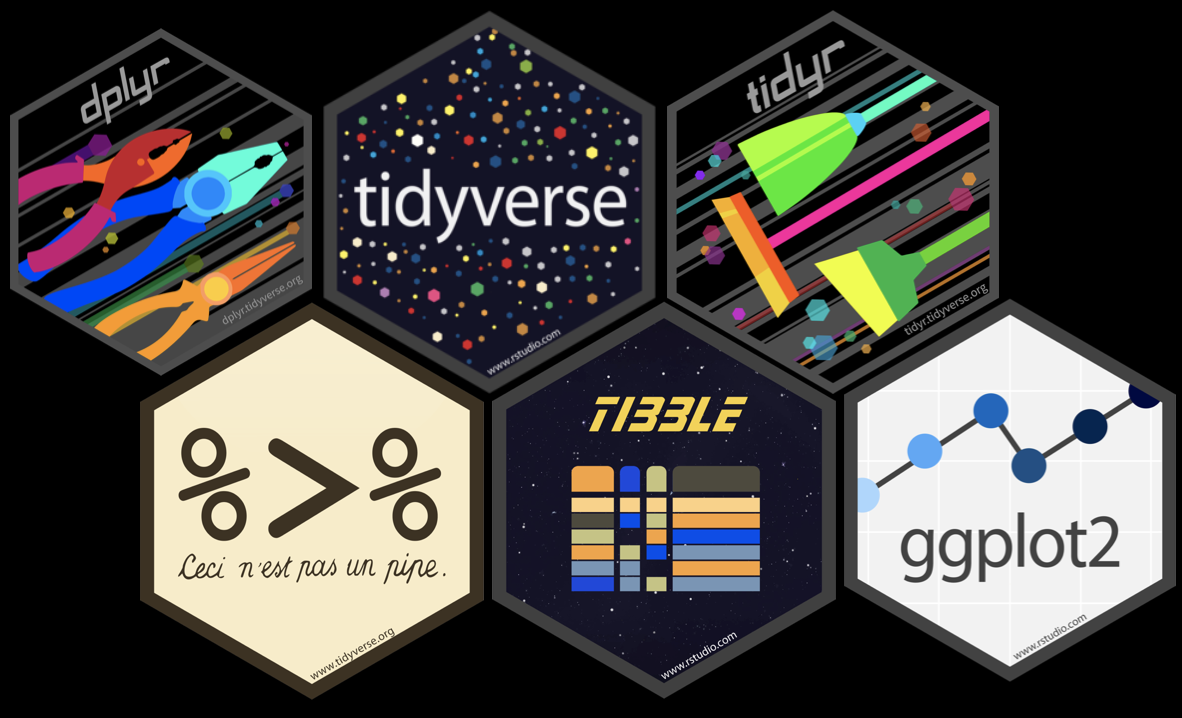 dplyr
dplyr.tidyverse.org
tidyverse
www.rstudio.com
tidyr
tidyr.tidyverse.org
%>%
Ceci n'est pas un pipe.
www.tidyverse.org
TIBBLE
www.rstudio.com
ggplot2
www.rstudio.com